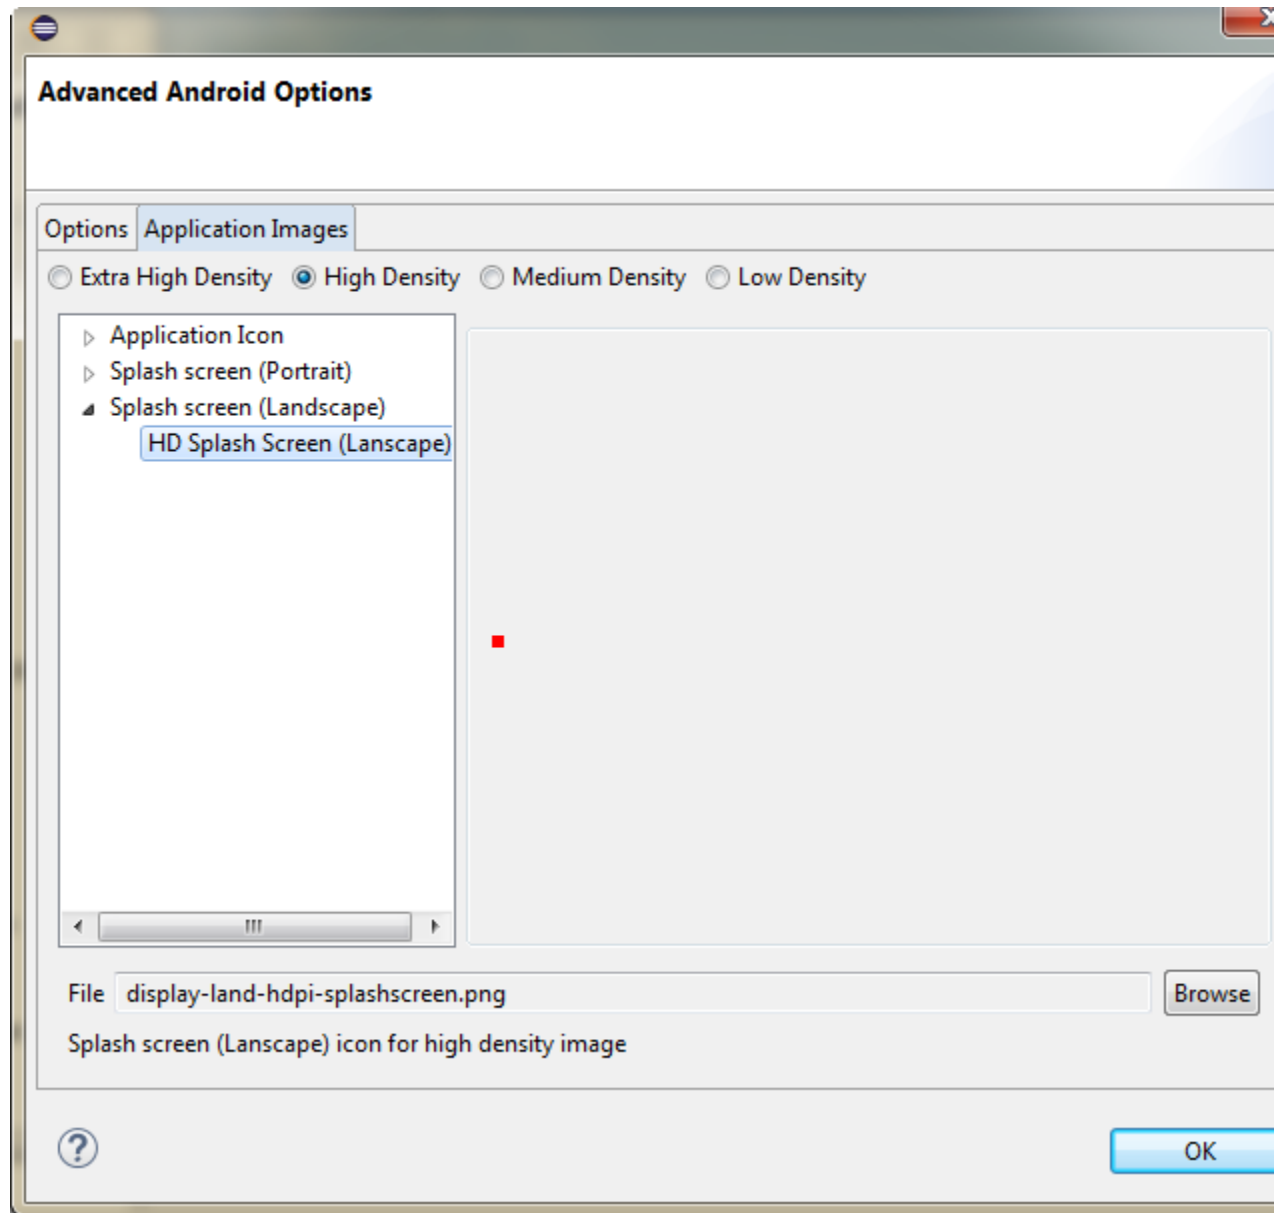 Advanced Android Options
Options Application Images
Extra High Density High Density Medium Density Low Density
Application Icon
Splash screen (Portrait)
Splash screen (Landscape)
HD Splash Screen (Lanscape)
File display-land-hdpi-splashscreen.png Browse
Splash screen (Lanscape) icon for high density image
? OK